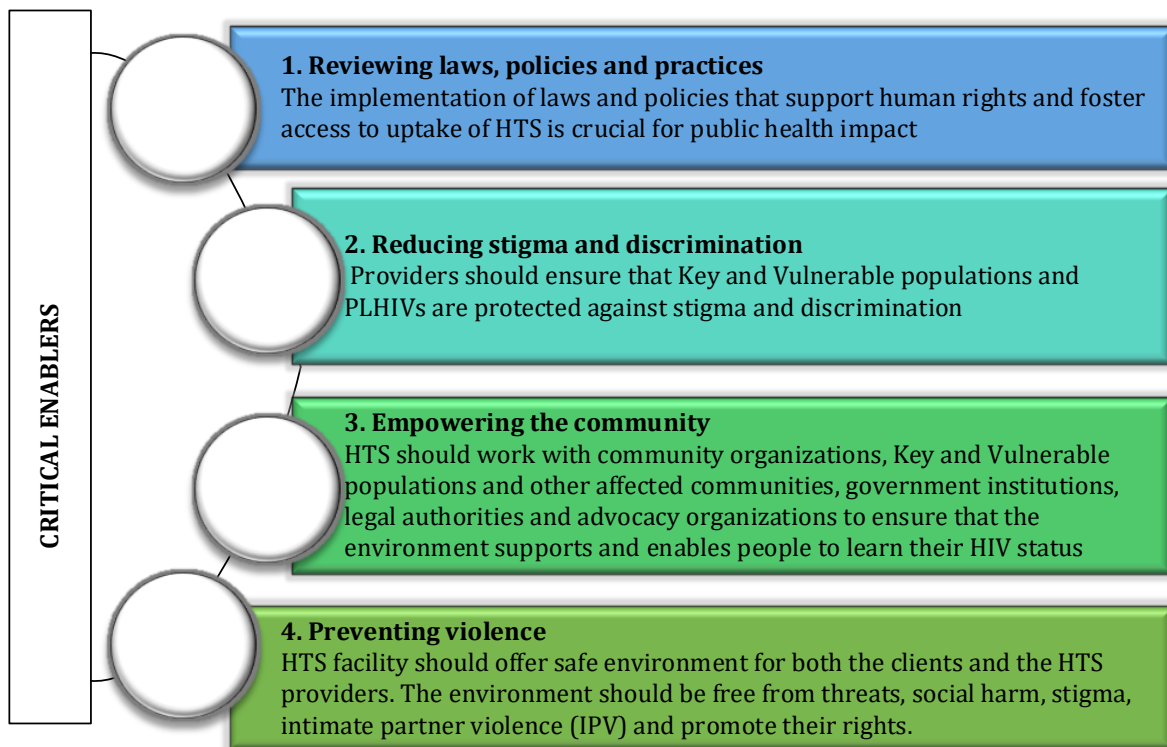 CRITICAL ENABLERS
1. Reviewing laws, policies and practices
The implementation of laws and policies that support human rights and foster
access to uptake of HTS is crucial for public health impact
2. Reducing stigma and discrimination
Providers should ensure that Key and Vulnerable populations and
PLHIVs are protected against stigma and discrimination
3. Empowering the community
HTS should work with community organizations, Key and Vulnerable
populations and other affected communities, government institutions,
legal authorities and advocacy organizations to ensure that the
environment supports and enables people to learn their HIV status
4. Preventing violence
HTS facility should offer safe environment for both the clients and the HTS
providers. The environment should be free from threats, social harm, stigma,
intimate partner violence (IPV) and promote their rights.